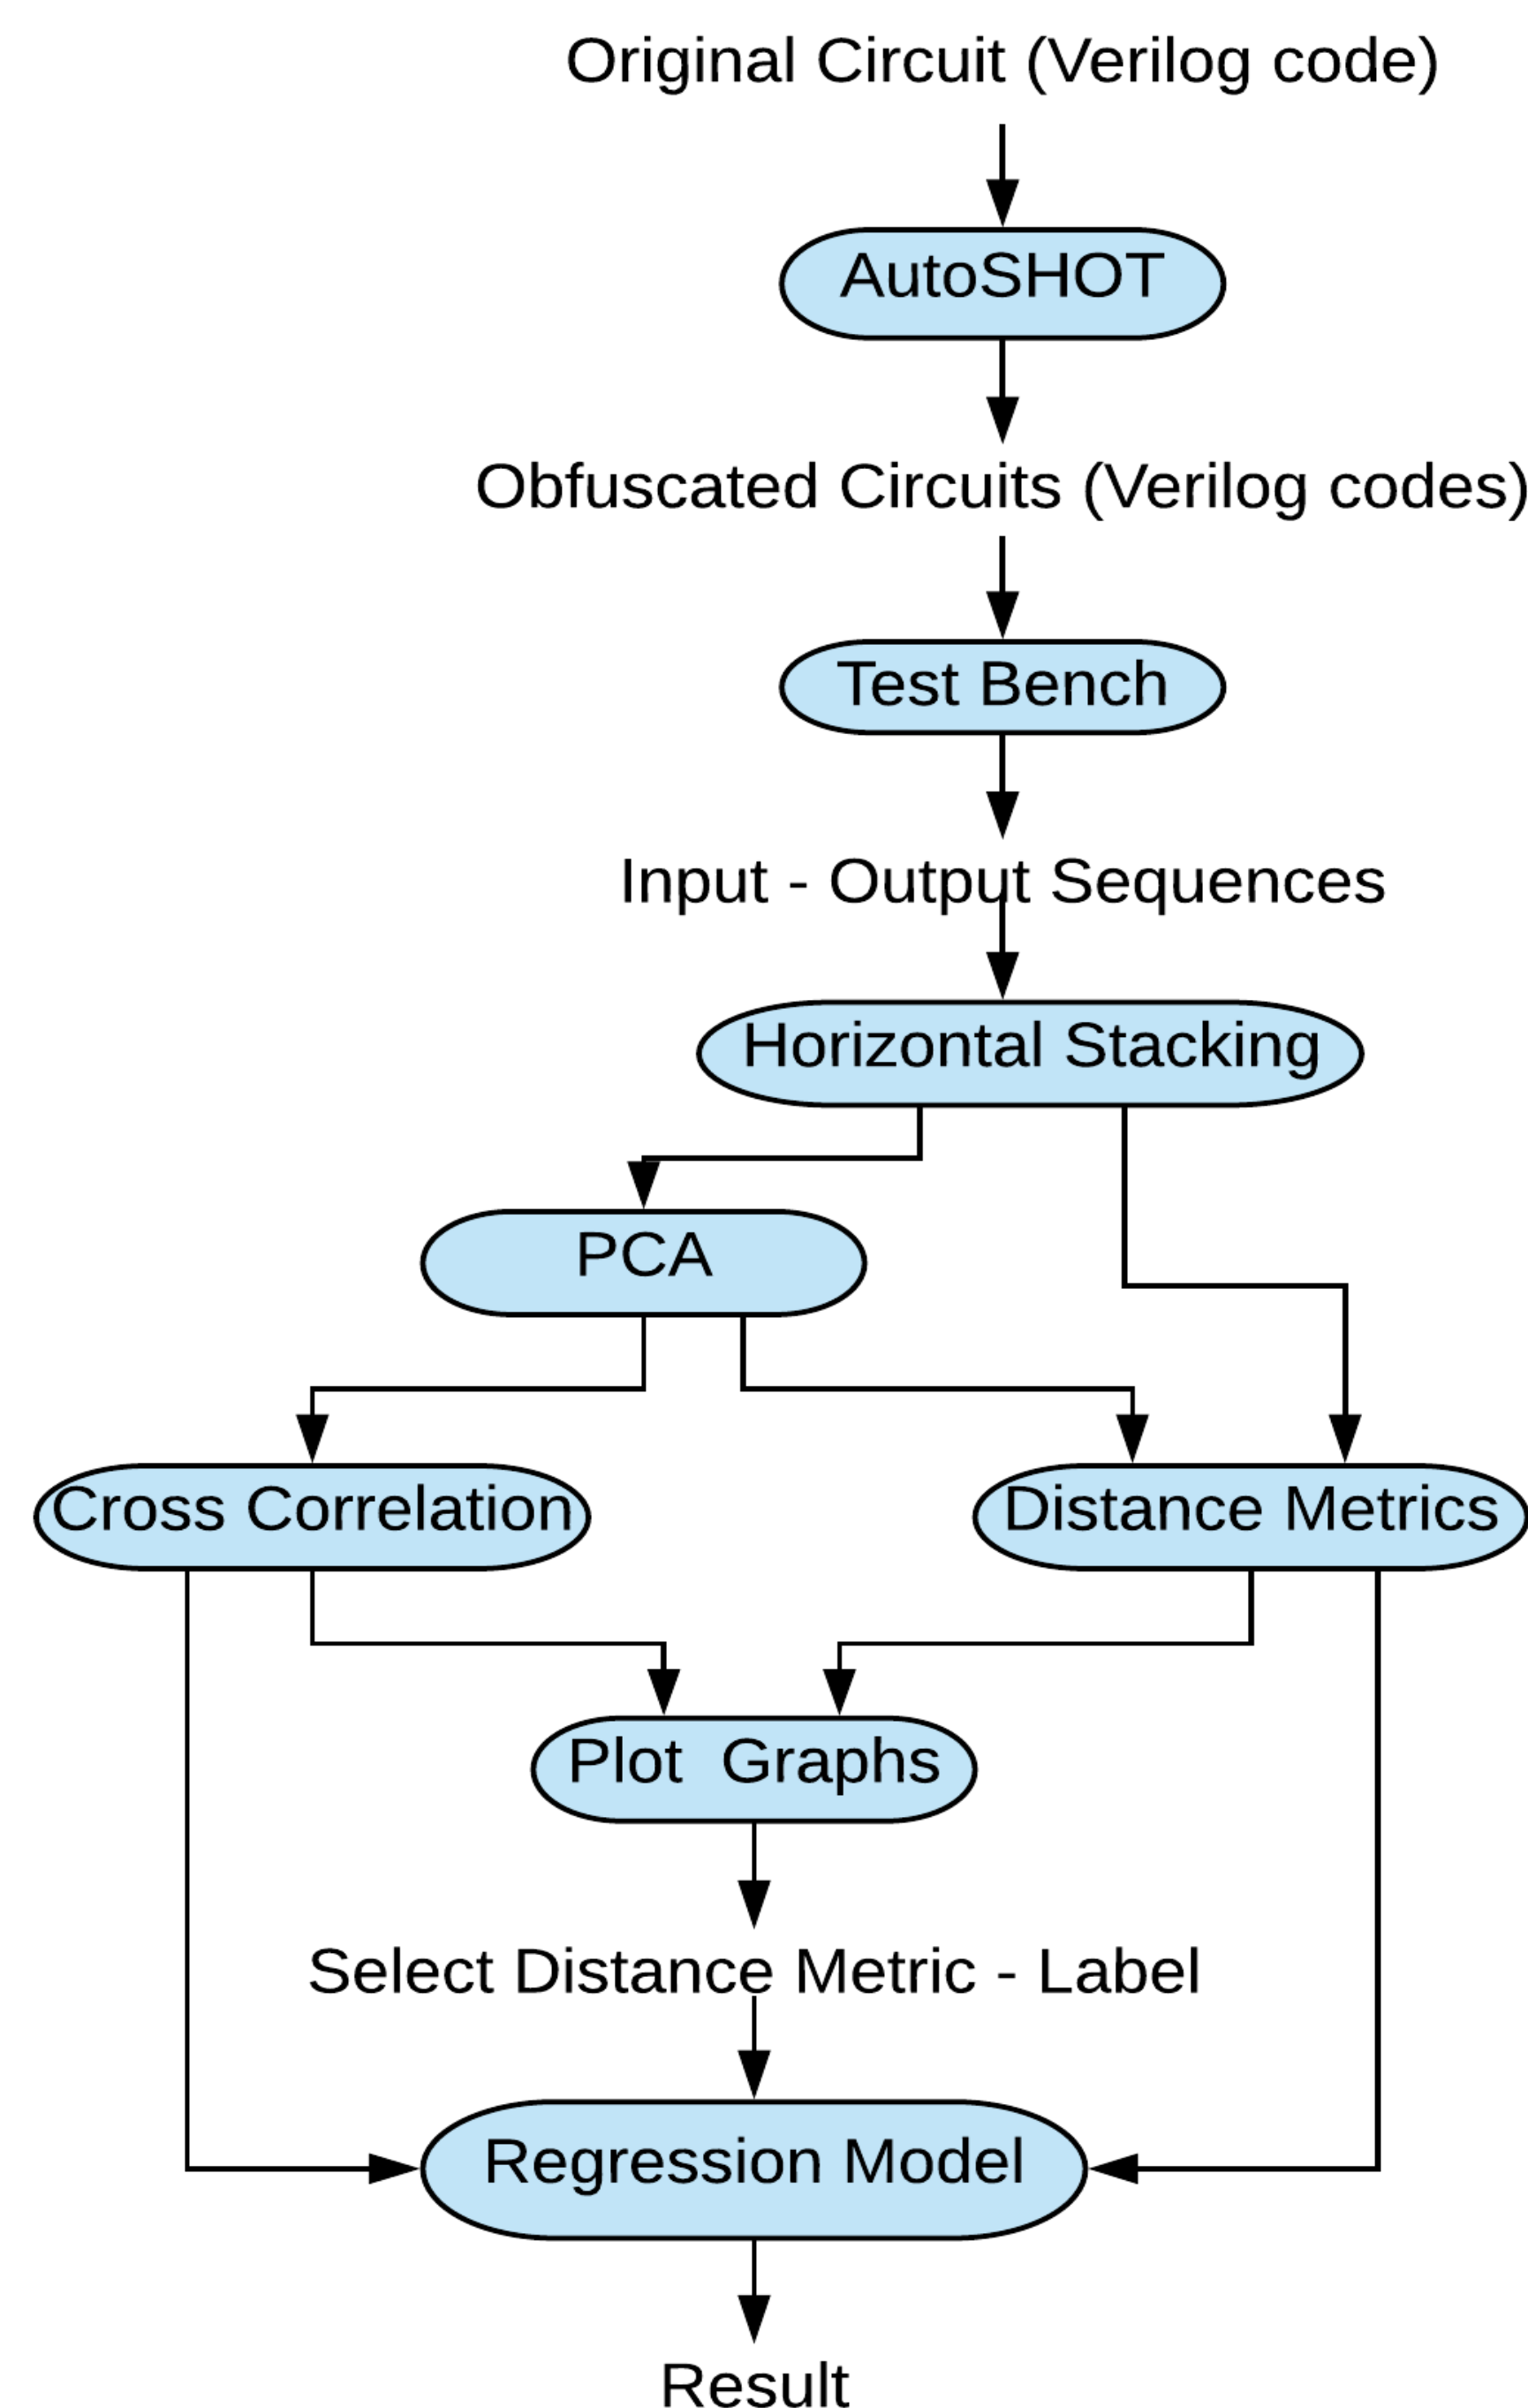 Original Circuit (Verilog code)
AutoSHOT
Obfuscated Circuits (Verilog codes)
Test Bench
Input - Output Sequences
Horizontal Stacking
PCA
Cross Correlation
Distance Metrics
Plot  Graphs
Select Distance Metric - Label
Regression Model
Result